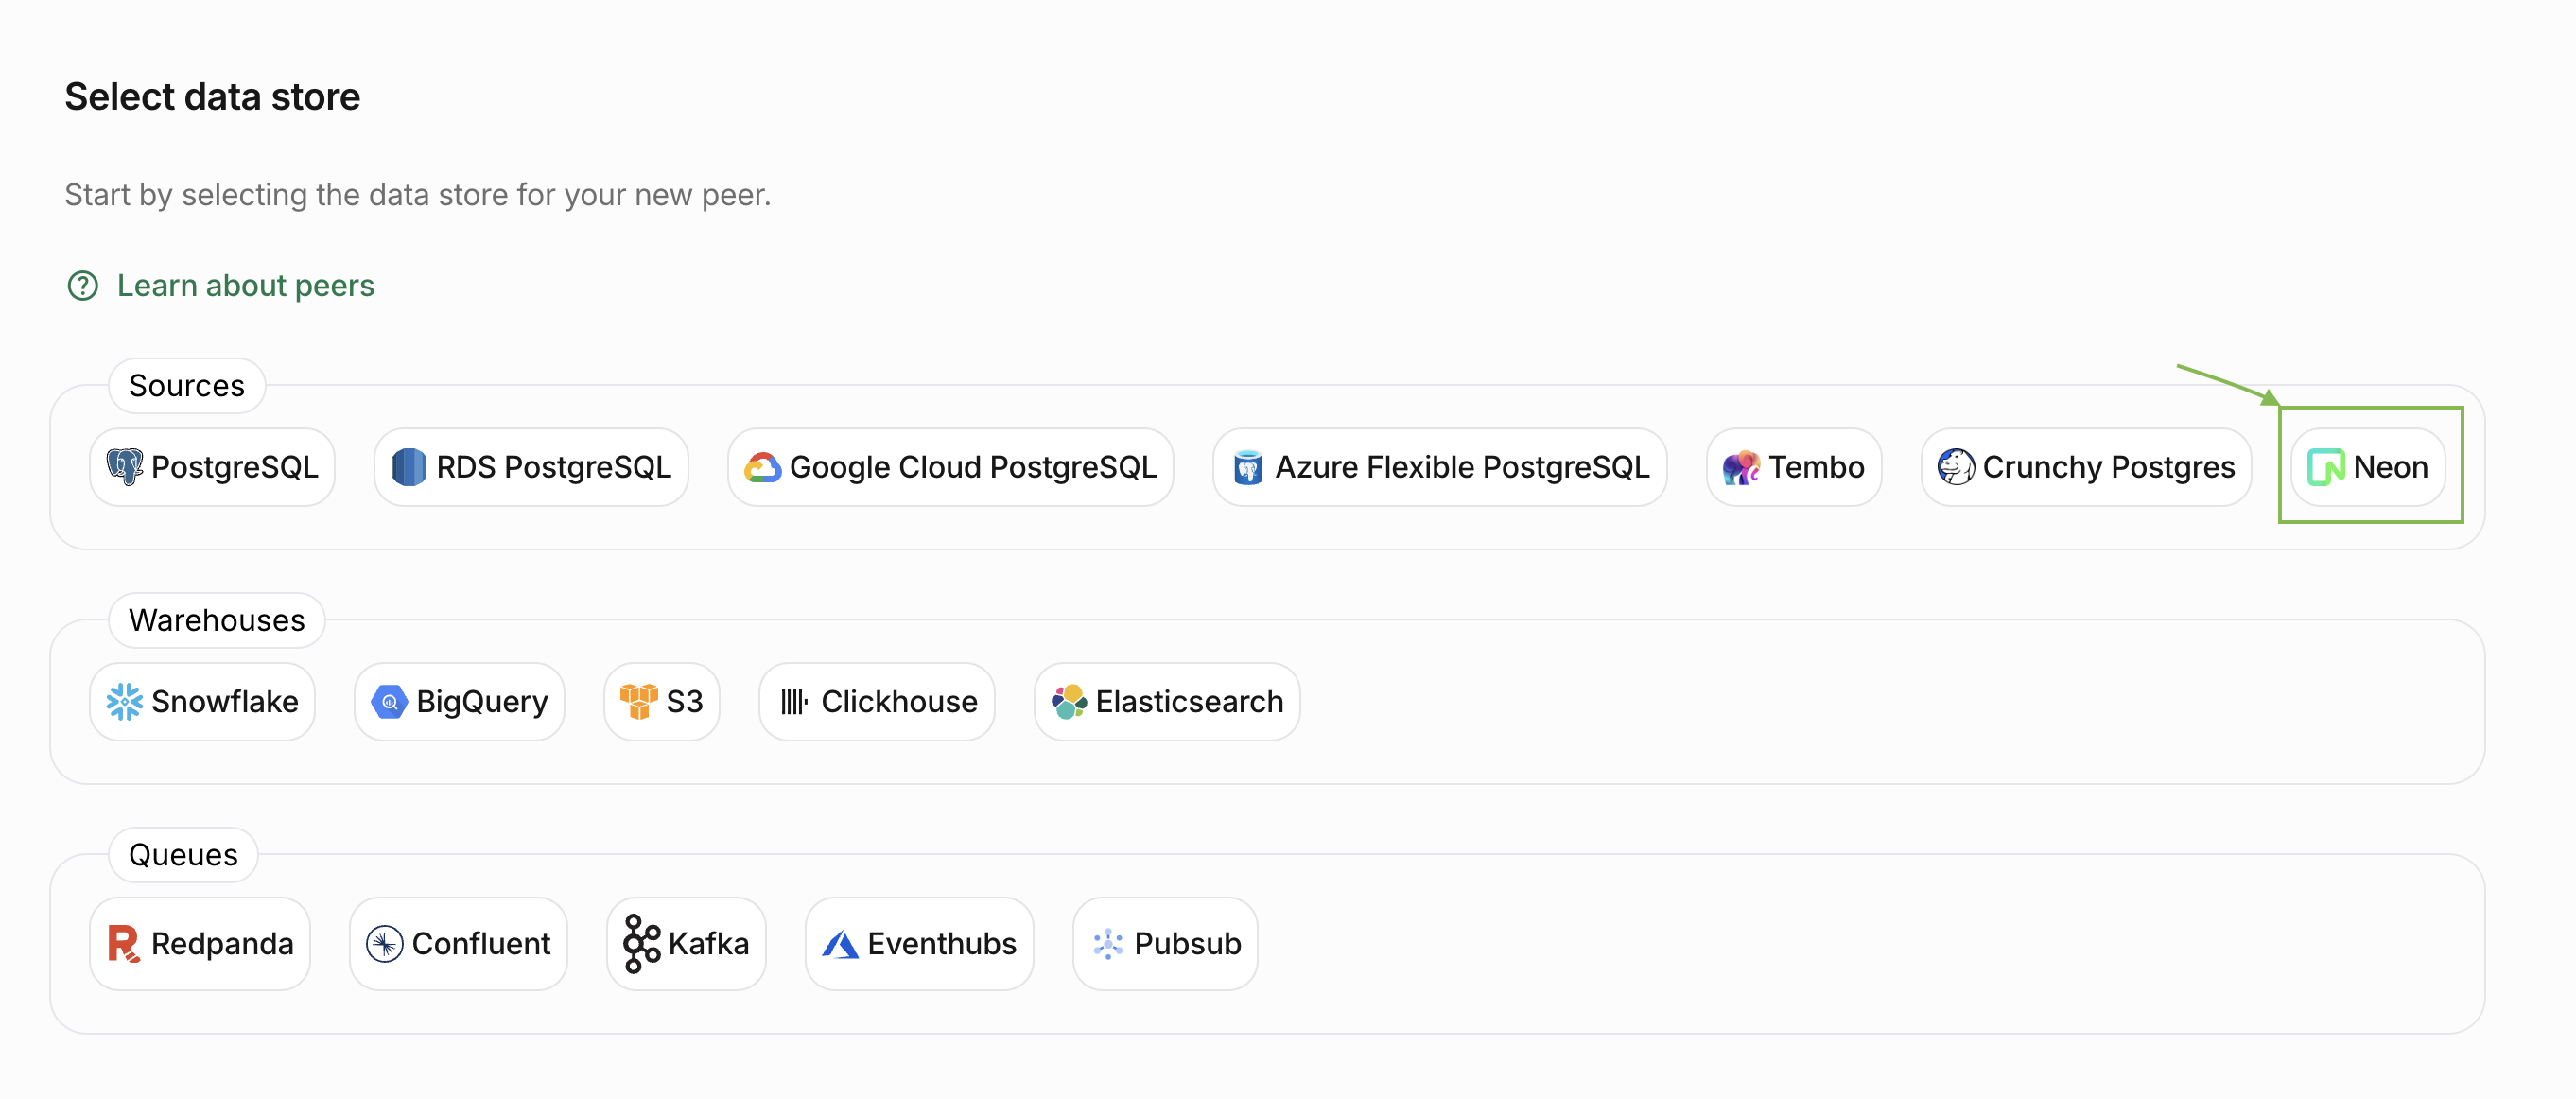 Select data store
Start by selecting the data store for your new peer.
Learn about peers
Sources
PostgreSQL RDS PostgreSQL Google Cloud PostgreSQL Azure Flexible PostgreSQL Tembo Crunchy Postgres Neon
Warehouses
Snowflake BigQuery S3 Clickhouse Elasticsearch
Queues
Redpanda Confluent Kafka Eventhubs Pubsub